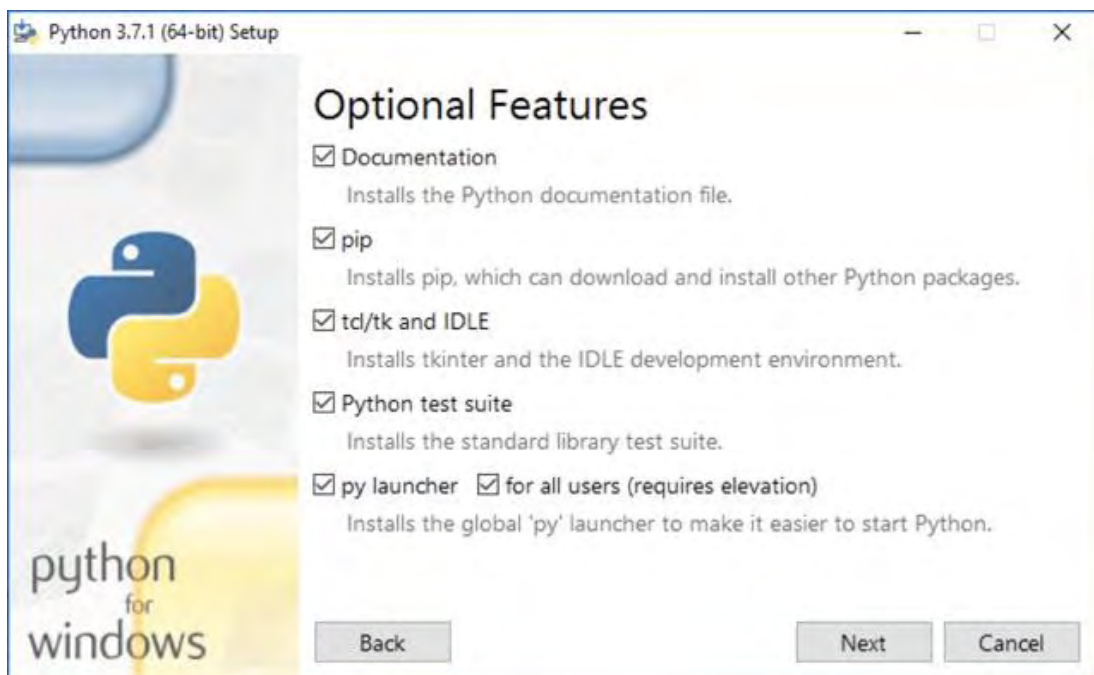 Python 3.7.1 (64-bit) Setup
Optional Features
Documentation
Installs the Python documentation file.
pip
Installs pip, which can download and install other Python packages.
tcl/tk and IDLE
Installs tkinter and the IDLE development environment.
Python test suite
Installs the standard library test suite.
py launcher for all users (requires elevation)
Installs the global 'py' launcher to make it easier to start Python.
python
for
windows
Back Next Cancel